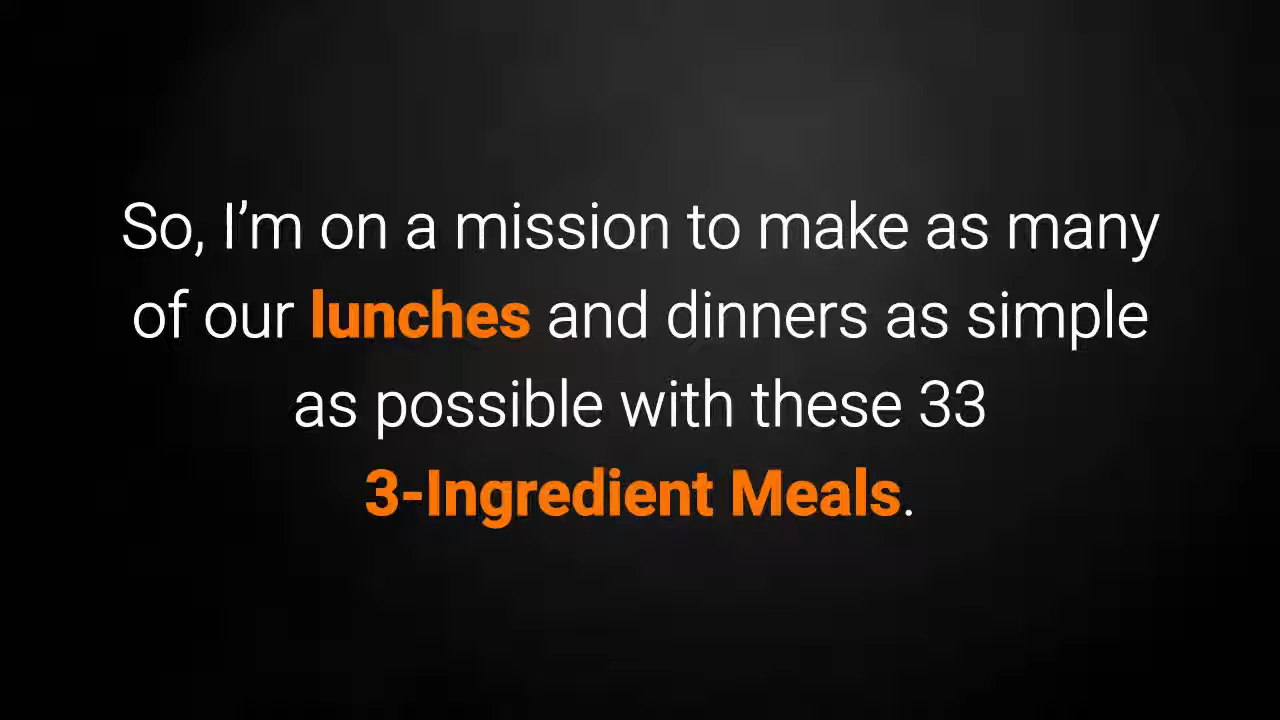 So, I’m on a mission to make as many
of our lunches and dinners as simple
as possible with these 33
3-Ingredient Meals.